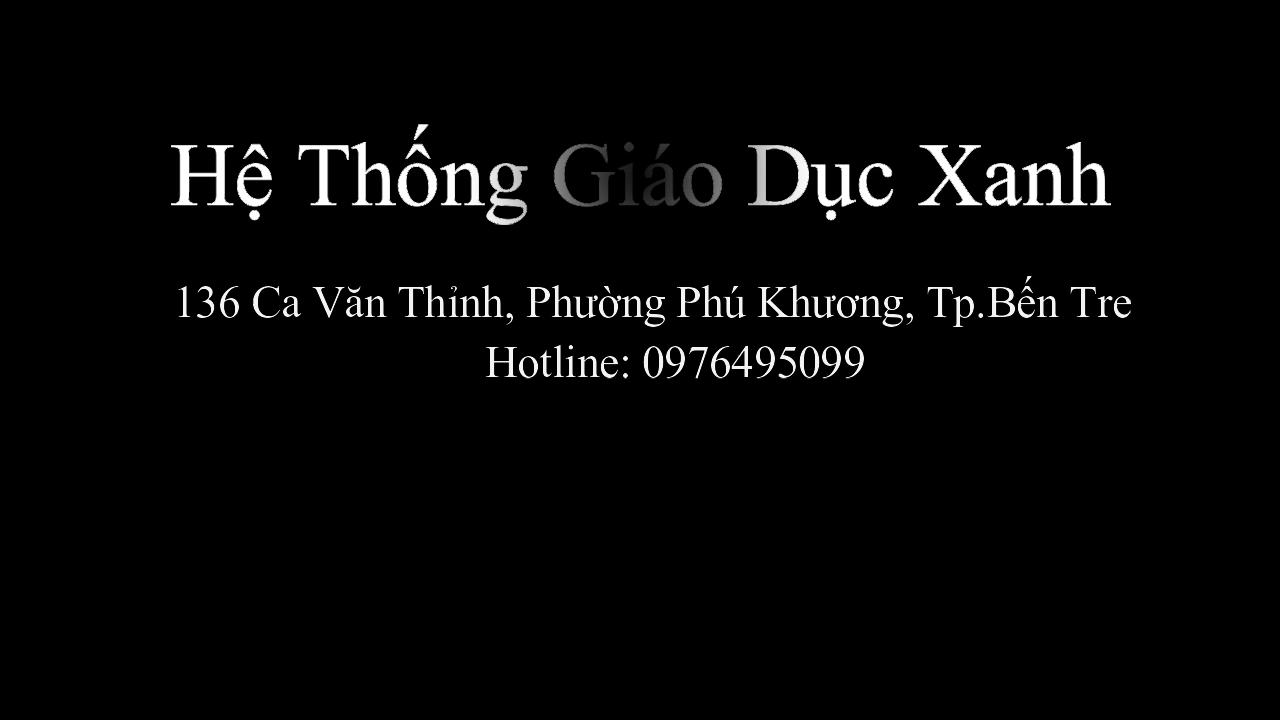 Hệ Thống Giáo Dục Xanh
136 Ca Văn Thỉnh, Phường Phú Khương, Tp.Bến Tre
Hotline: 0976495099